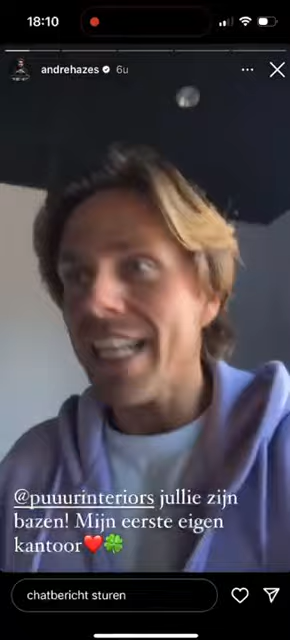 18:10
andrehazes 6u
@puuurinteriors jullie zijn
bazen! Mijn eerste eigen
kantoor❤️🍀
chatbericht sturen